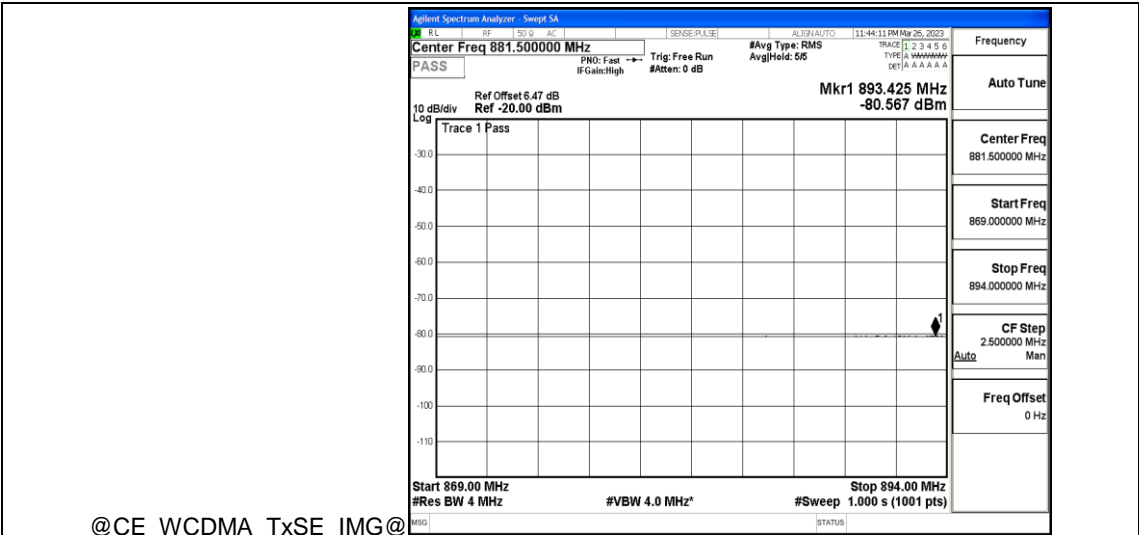 Agilent Spectrum Analyzer - Swept SA
RL RF 50 Ω AC SENSE:PULSE ALIGNAUTO 11:44:11 PM Mar 26, 2023
Center Freq 881.500000 MHz #Avg Type: RMS TRACE 1 2 3 4 5 6
PASS PNO: Fast Trig: Free Run Avg|Hold: 5/5 TYPE A
IFGain:High #Atten: 0 dB DET A A A A A A
Frequency
Auto Tune
Mkr1 893.425 MHz
Ref Offset 6.47 dB
10 dB/div Ref -20.00 dBm -80.567 dBm
Log
Trace 1 Pass
-30.0
-40.0
-50.0
-60.0
-70.0
1
-80.0
-90.0
-100
-110
Center Freq
881.500000 MHz
Start Freq
869.000000 MHz
Stop Freq
894.000000 MHz
CF Step
2.500000 MHz
Auto Man
Freq Offset
0 Hz
Start 869.00 MHz Stop 894.00 MHz
#Res BW 4 MHz #VBW 4.0 MHz* #Sweep 1.000 s (1001 pts)
MSG STATUS
@CE_WCDMA_TxSE_IMG@